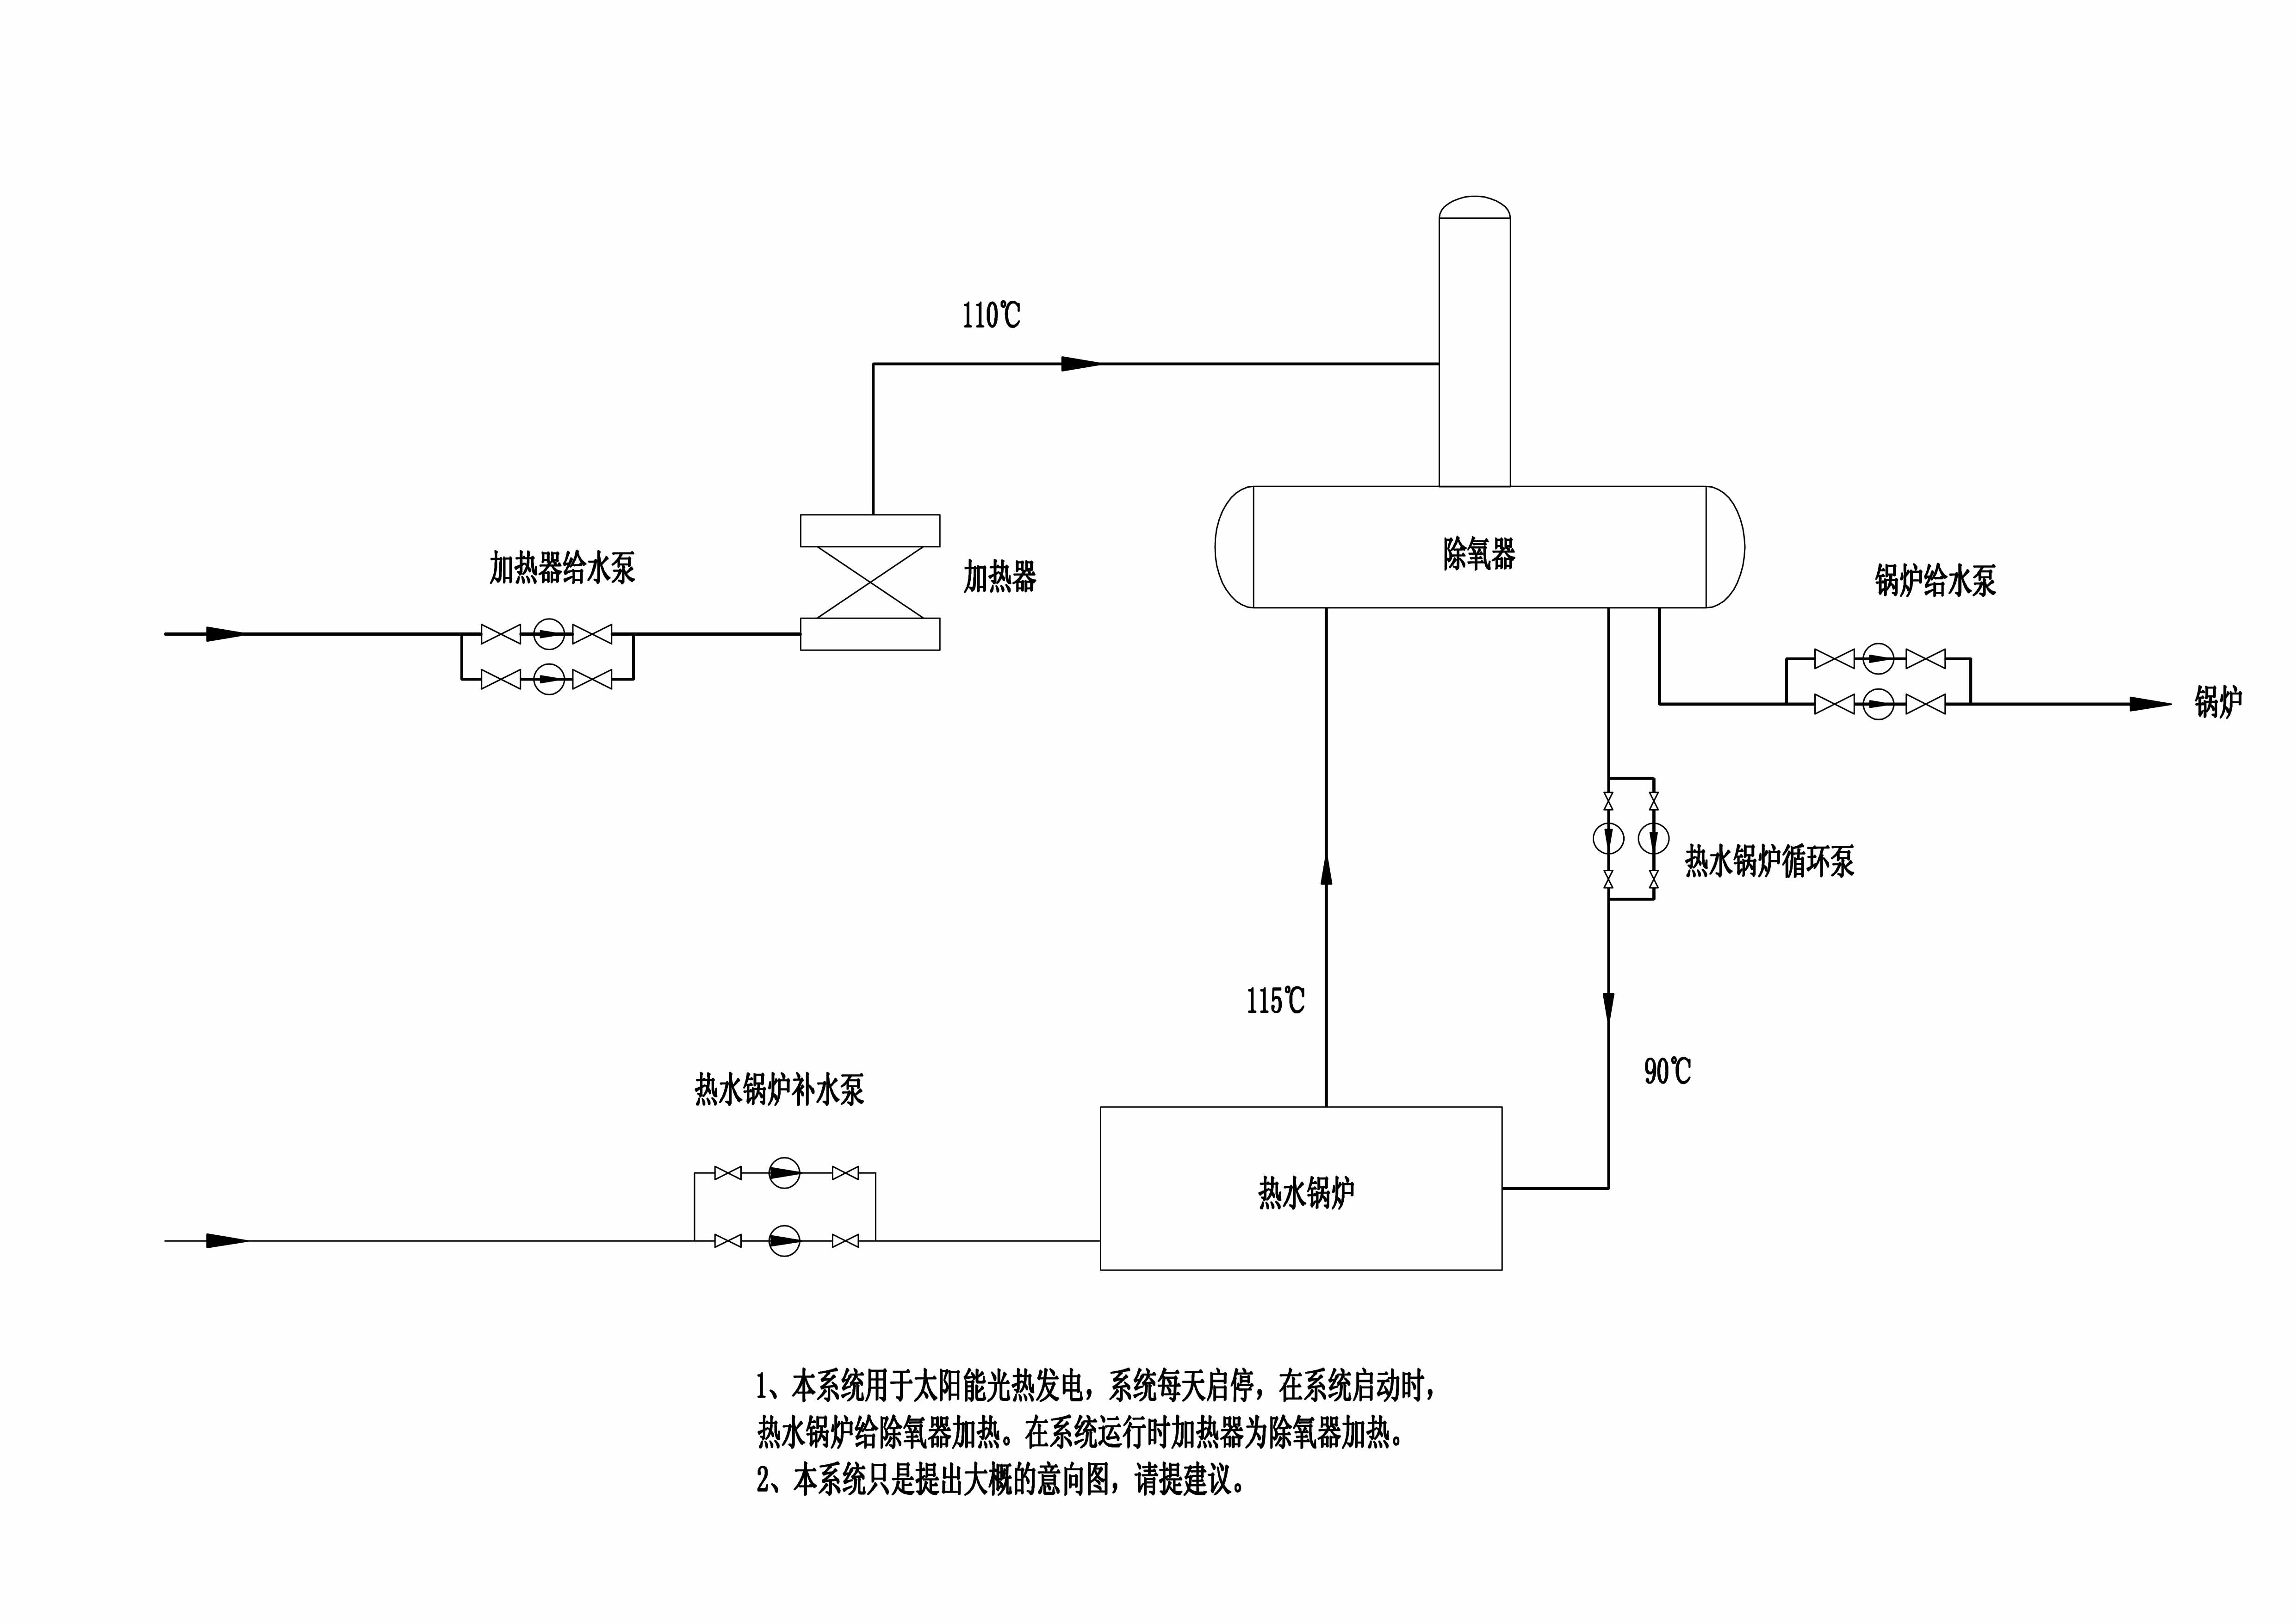 110℃
加热器给水泵
加热器
除氧器
锅炉给水泵
锅炉
热水锅炉循环泵
115℃
90℃
热水锅炉补水泵
热水锅炉
1、本系统用于太阳能光热发电，系统每天启停，在系统启动时，
热水锅炉给除氧器加热。在系统运行时加热器为除氧器加热。
2、本系统只是提出大概的意向图，请提建议。